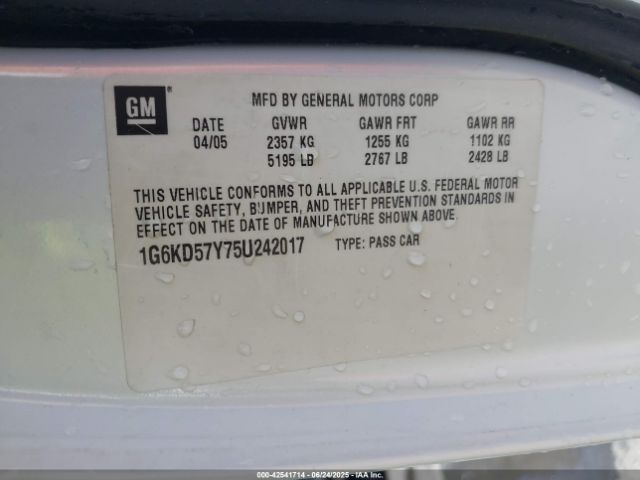 GM®
MFD BY GENERAL MOTORS CORP
DATE GVWR GAWR FRT GAWR RR
04/05 2357 KG 1255 KG 1102 KG
5195 LB 2767 LB 2428 LB
THIS VEHICLE CONFORMS TO ALL APPLICABLE U.S. FEDERAL MOTOR
VEHICLE SAFETY, BUMPER, AND THEFT PREVENTION STANDARDS IN
EFFECT ON THE DATE OF MANUFACTURE SHOWN ABOVE.
1G6KD57Y75U242017 TYPE: PASS CAR
000-42541714 - 06/24/2025 - IAAI Owned - IAA Inc